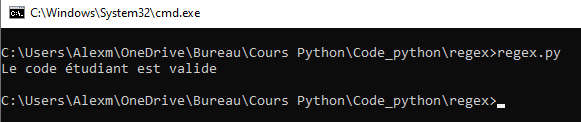 C:\Windows\System32\cmd.exe
C:\Users\Alexm\OneDrive\Bureau\Cours Python\Code_python\regex>regex.py
Le code étudiant est valide
C:\Users\Alexm\OneDrive\Bureau\Cours Python\Code_python\regex>